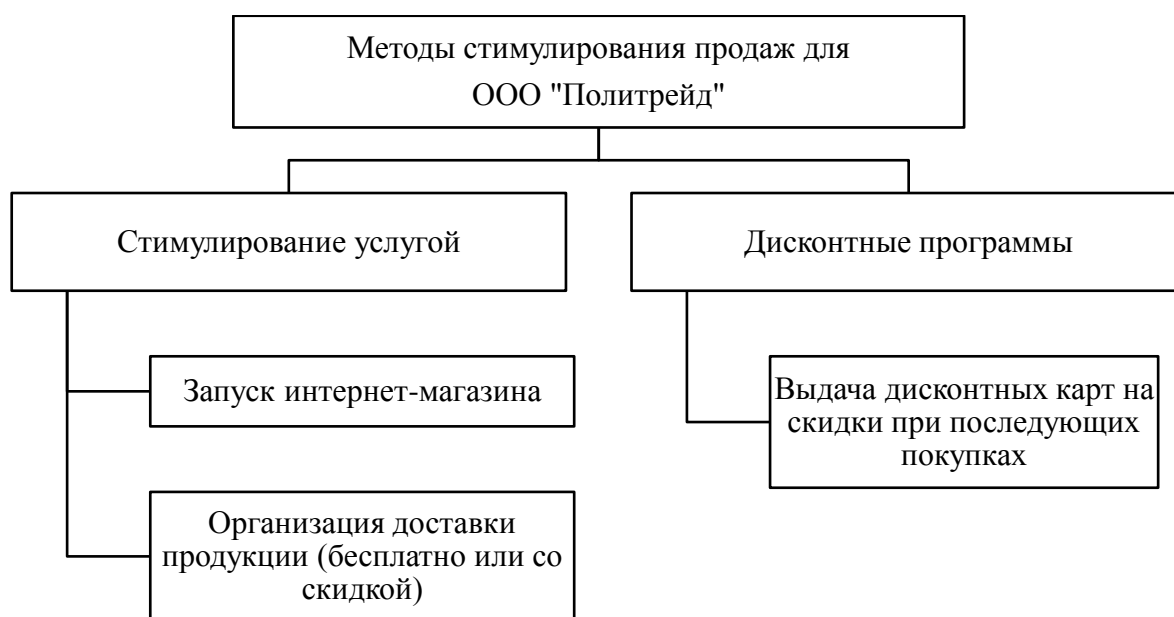 Методы стимулирования продаж для
ООО "Политрейд"
Стимулирование услугой
Дисконтные программы
Запуск интернет-магазина
Выдача дисконтных карт на
скидки при последующих
покупках
Организация доставки
продукции (бесплатно или со
скидкой)